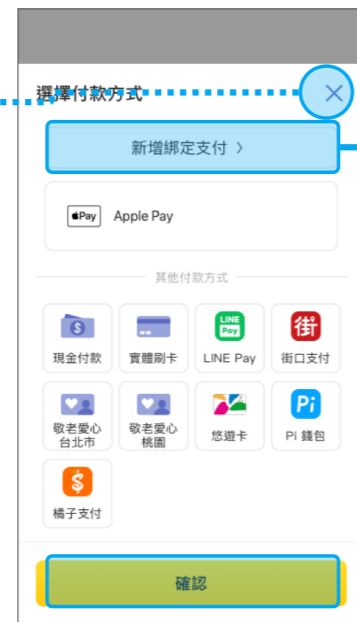 選擇付款方式
新增綁定支付 〉
Pay
Apple Pay
其他付款方式
現金付款
實體刷卡
LINE
Pay
LINE Pay
街
街口支付
敬老愛心
台北市
敬老愛心
桃園
悠遊卡
Pi
Pi 錢包
橘子支付
確認